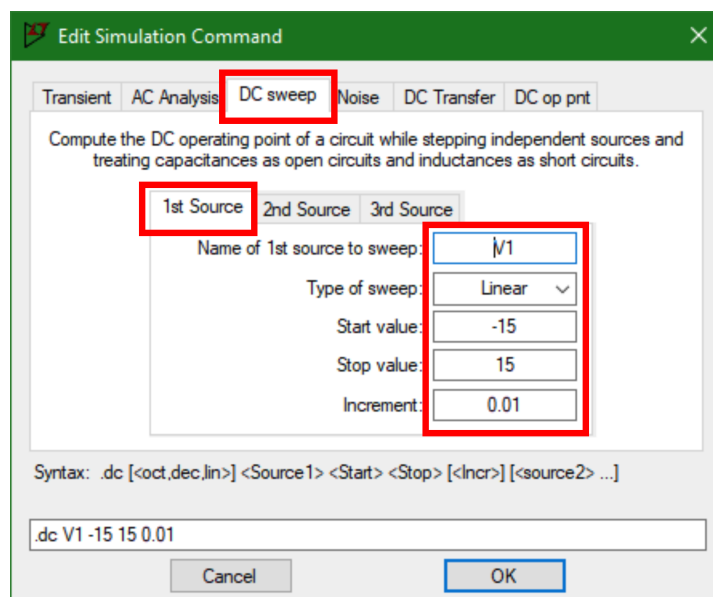 Edit Simulation Command
Transient AC Analysis DC sweep Noise DC Transfer DC op pnt
Compute the DC operating point of a circuit while stepping independent sources and
treating capacitances as open circuits and inductances as short circuits.
1st Source 2nd Source 3rd Source
Name of 1st source to sweep: V1
Type of sweep: Linear
Start value: -15
Stop value: 15
Increment: 0.01
Syntax: .dc [<oct,dec,lin>] <Source1> <Start> <Stop> [<Incr>] [<source2> ...]
.dc V1 -15 15 0.01
Cancel OK